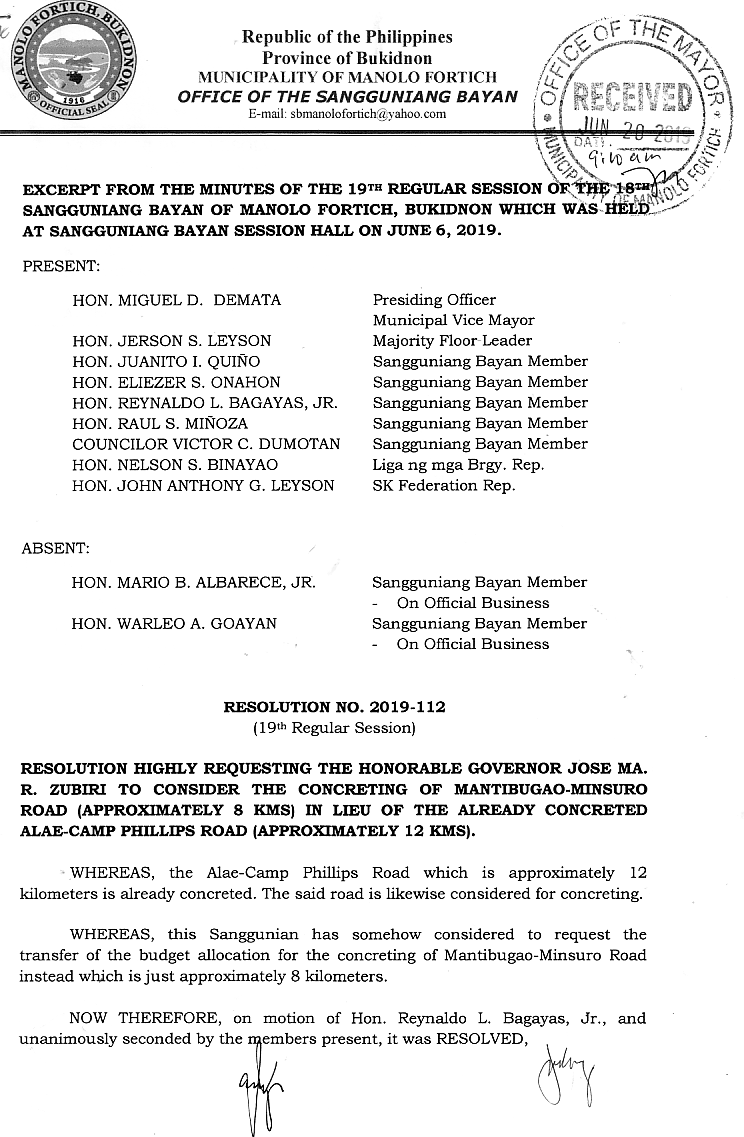 MANOLO FORTICH, BUKIDNON
1916
OFFICIAL SEAL
Republic of the Philippines
Province of Bukidnon
MUNICIPALITY OF MANOLO FORTICH
OFFICE OF THE SANGGUNIANG BAYAN
E-mail: sbmanolofortich@yahoo.com
OFFICE OF THE MAYOR
RECEIVED
JUN 20 2019
DATE
9:10 am
MUNICIPALITY OF MANOLO FORTICH
EXCERPT FROM THE MINUTES OF THE 19TH REGULAR SESSION OF THE 18TH
SANGGUNIANG BAYAN OF MANOLO FORTICH, BUKIDNON WHICH WAS HELD
AT SANGGUNIANG BAYAN SESSION HALL ON JUNE 6, 2019.
PRESENT:
HON. MIGUEL D. DEMATA Presiding Officer
Municipal Vice Mayor
HON. JERSON S. LEYSON Majority Floor Leader
HON. JUANITO I. QUIÑO Sangguniang Bayan Member
HON. ELIEZER S. ONAHON Sangguniang Bayan Member
HON. REYNALDO L. BAGAYAS, JR. Sangguniang Bayan Member
HON. RAUL S. MIÑOZA Sangguniang Bayan Member
COUNCILOR VICTOR C. DUMOTAN Sangguniang Bayan Member
HON. NELSON S. BINAYAO Liga ng mga Brgy. Rep.
HON. JOHN ANTHONY G. LEYSON SK Federation Rep.
ABSENT:
HON. MARIO B. ALBARECE, JR. Sangguniang Bayan Member
- On Official Business
HON. WARLEO A. GOAYAN Sangguniang Bayan Member
- On Official Business
RESOLUTION NO. 2019-112
(19th Regular Session)
RESOLUTION HIGHLY REQUESTING THE HONORABLE GOVERNOR JOSE MA.
R. ZUBIRI TO CONSIDER THE CONCRETING OF MANTIBUGAO-MINSURO
ROAD (APPROXIMATELY 8 KMS) IN LIEU OF THE ALREADY CONCRETED
ALAE-CAMP PHILLIPS ROAD (APPROXIMATELY 12 KMS).
WHEREAS, the Alae-Camp Phillips Road which is approximately 12
kilometers is already concreted. The said road is likewise considered for concreting.
WHEREAS, this Sanggunian has somehow considered to request the
transfer of the budget allocation for the concreting of Mantibugao-Minsuro Road
instead which is just approximately 8 kilometers.
NOW THEREFORE, on motion of Hon. Reynaldo L. Bagayas, Jr., and
unanimously seconded by the members present, it was RESOLVED,